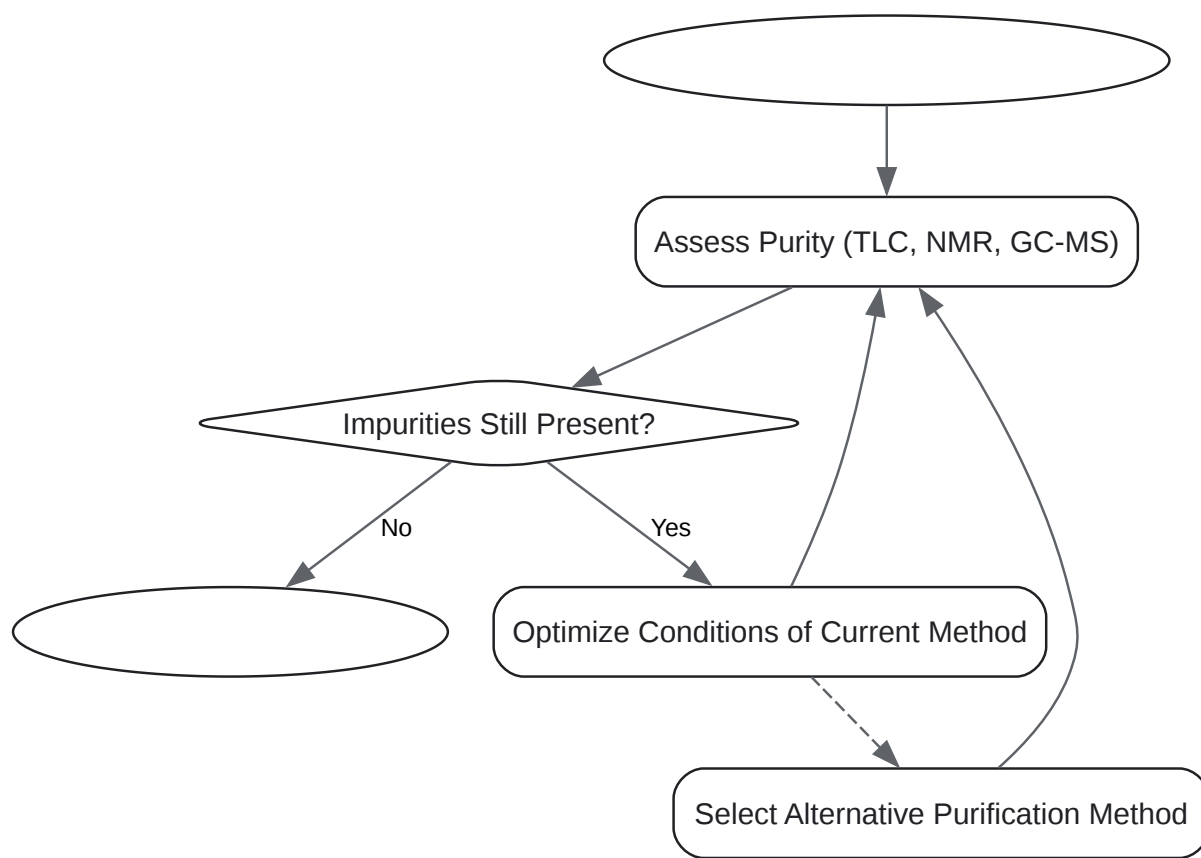 Assess Purity (TLC, NMR, GC-MS)
Impurities Still Present?
No
Yes
Optimize Conditions of Current Method
Select Alternative Purification Method